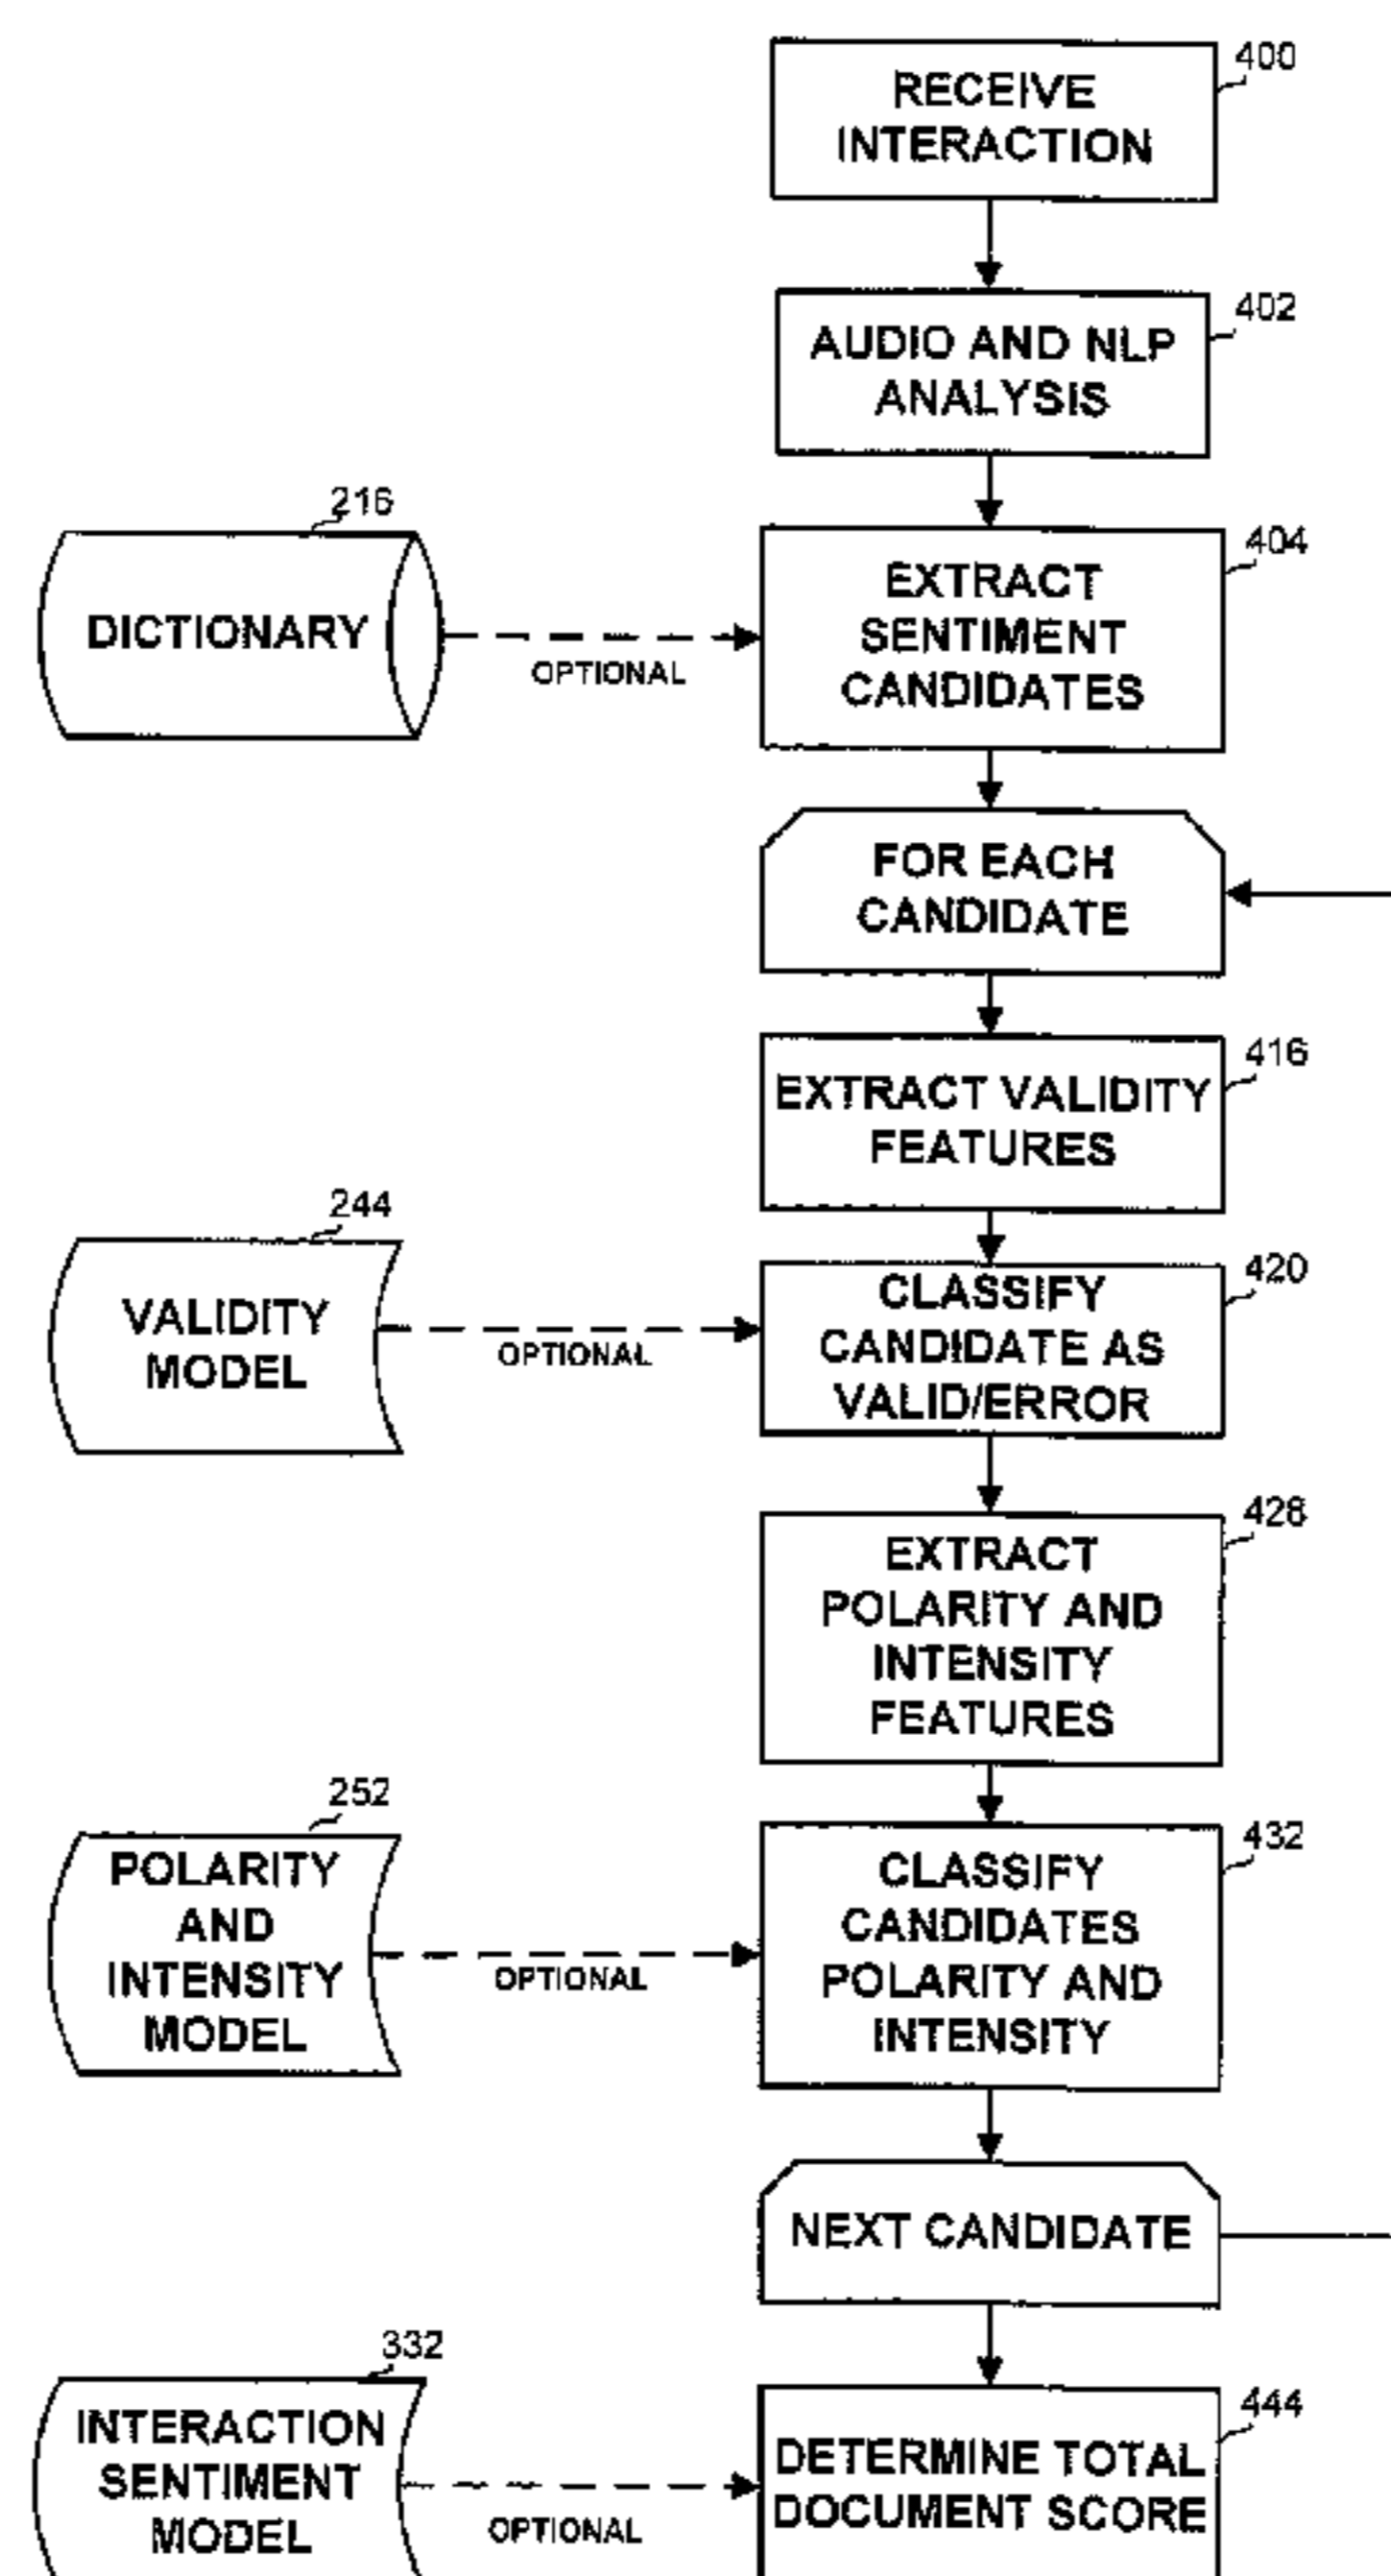 400
RECEIVE
INTERACTION
402
AUDIO AND NLP
ANALYSIS
216
DICTIONARY
OPTIONAL
404
EXTRACT
SENTIMENT
CANDIDATES
FOR EACH
CANDIDATE
416
EXTRACT VALIDITY
FEATURES
244
VALIDITY
MODEL
OPTIONAL
420
CLASSIFY
CANDIDATE AS
VALID/ERROR
428
EXTRACT
POLARITY AND
INTENSITY
FEATURES
252
POLARITY
AND
INTENSITY
MODEL
OPTIONAL
432
CLASSIFY
CANDIDATES
POLARITY AND
INTENSITY
NEXT CANDIDATE
332
INTERACTION
SENTIMENT
MODEL
OPTIONAL
444
DETERMINE TOTAL
DOCUMENT SCORE